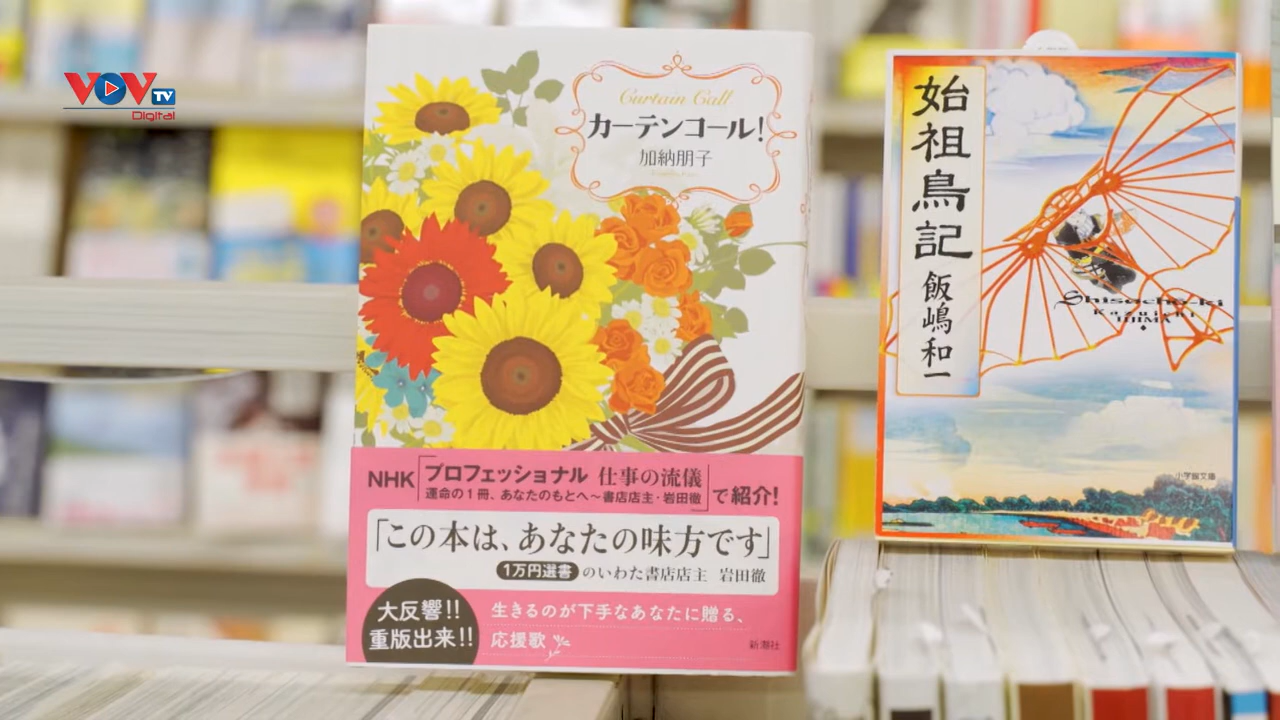 VOV TV
Digital
Curtain Call
カーテンコール!
加納朋子
NHK「プロフェッショナル 仕事の流儀
運命の1冊、あなたのもとへ〜書店店主・岩田徹」で紹介!
「この本は、あなたの味方です」
1万円選書のいわた書店店主 岩田徹
大反響!!
重版出来!!
生きるのが下手なあなたに贈る、
応援歌
新潮社
始祖鳥記
飯嶋和一
Shisochō-ki
Kazuichi
IIJIMA
小学館文庫